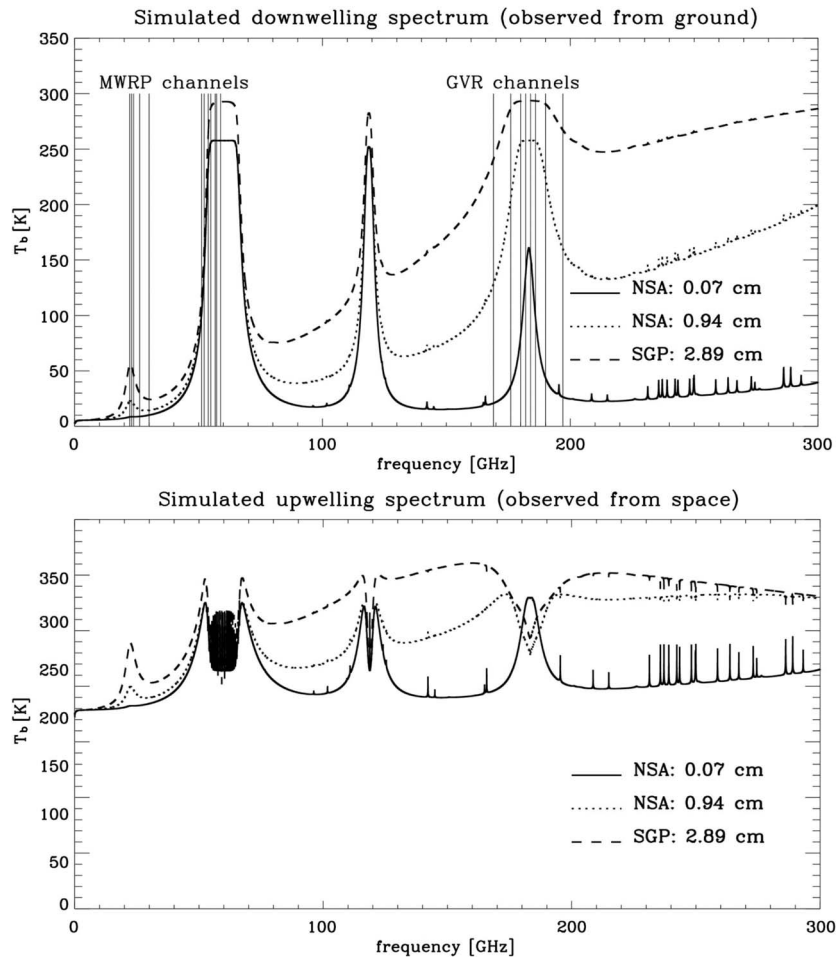 Simulated downwelling spectrum (observed from ground)
350
300
250
200
150
100
50
0
T_b[K]
MWRP channels
GVR channels
NSA: 0.07 cm
NSA: 0.94 cm
SGP: 2.89 cm
0
100
200
300
frequency [GHz]
Simulated upwelling spectrum (observed from space)
350
300
250
200
150
100
50
0
T_b[K]
NSA: 0.07 cm
NSA: 0.94 cm
SGP: 2.89 cm
0
100
200
300
frequency [GHz]